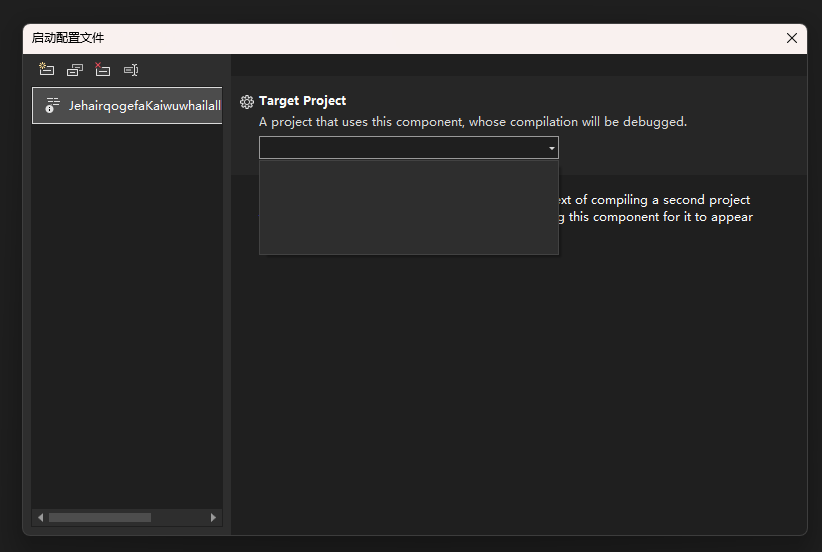 启动配置文件
JehairqogefaKaiwuwhailall
Target Project
A project that uses this component, whose compilation will be debugged.
ext of compiling a second project
g this component for it to appear